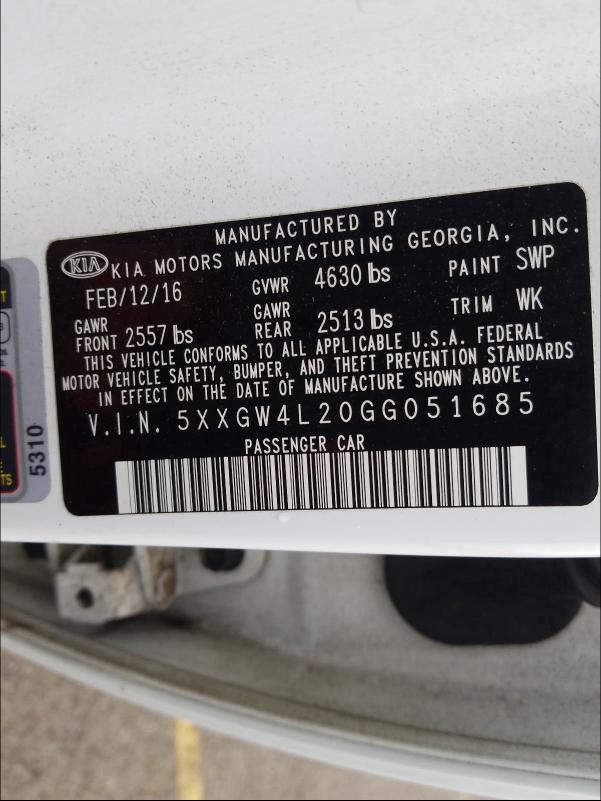 MANUFACTURED BY
KIA KIA MOTORS MANUFACTURING GEORGIA, INC.
FEB/12/16 GVWR 4630 lbs PAINT SWP
GAWR FRONT 2557 lbs GAWR REAR 2513 lbs TRIM WK
THIS VEHICLE CONFORMS TO ALL APPLICABLE U.S.A. FEDERAL
MOTOR VEHICLE SAFETY, BUMPER, AND THEFT PREVENTION STANDARDS
IN EFFECT ON THE DATE OF MANUFACTURE SHOWN ABOVE.
V.I.N. 5XXGW4L20GG051685
PASSENGER CAR
5310